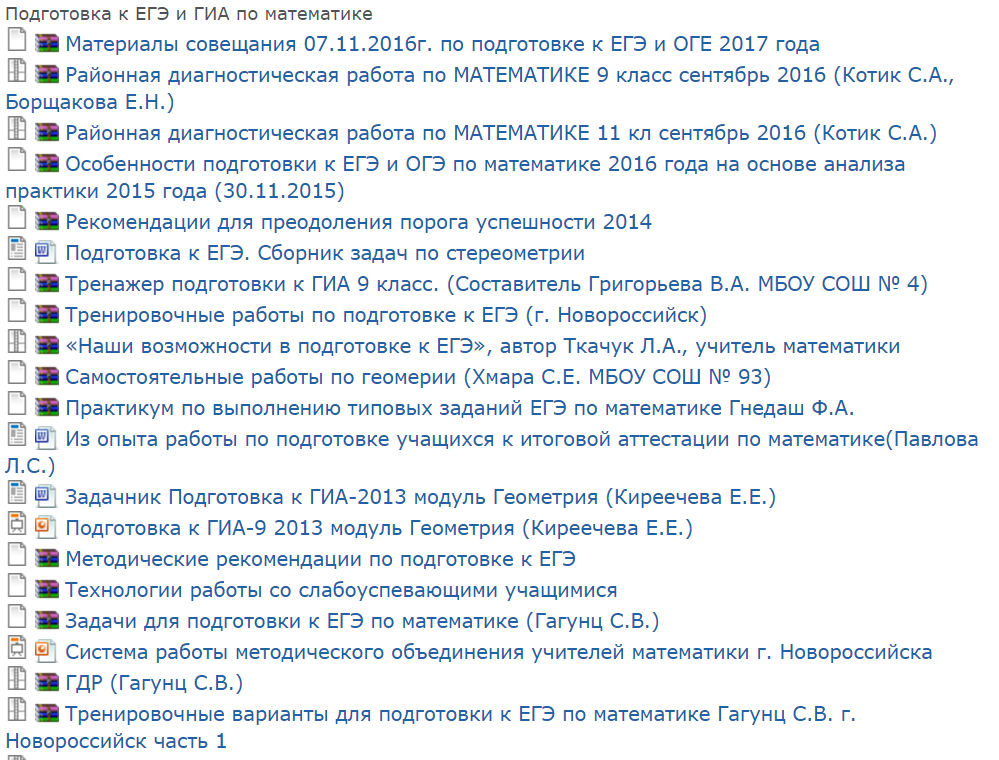 Подготовка к ЕГЭ и ГИА по математике
Материалы совещания 07.11.2016г. по подготовке к ЕГЭ и ОГЕ 2017 года
Районная диагностическая работа по МАТЕМАТИКЕ 9 класс сентябрь 2016 (Котик С.А.,
Борщакова Е.Н.)
Районная диагностическая работа по МАТЕМАТИКЕ 11 кл сентябрь 2016 (Котик С.А.)
Особенности подготовки к ЕГЭ и ОГЭ по математике 2016 года на основе анализа
практики 2015 года (30.11.2015)
Рекомендации для преодоления порога успешности 2014
Подготовка к ЕГЭ. Сборник задач по стереометрии
Тренажер подготовки к ГИА 9 класс. (Составитель Григорьева В.А. МБОУ СОШ № 4)
Тренировочные работы по подготовке к ЕГЭ (г. Новороссийск)
«Наши возможности в подготовке к ЕГЭ», автор Ткачук Л.А., учитель математики
Самостоятельные работы по геомерии (Хмара С.Е. МБОУ СОШ № 93)
Практикум по выполнению типовых заданий ЕГЭ по математике Гнедаш Ф.А.
Из опыта работы по подготовке учащихся к итоговой аттестации по математике(Павлова
Л.С.)
Задачник Подготовка к ГИА-2013 модуль Геометрия (Киреечева Е.Е.)
Подготовка к ГИА-9 2013 модуль Геометрия (Киреечева Е.Е.)
Методические рекомендации по подготовке к ЕГЭ
Технологии работы со слабоуспевающими учащимися
Задачи для подготовки к ЕГЭ по математике (Гагунц С.В.)
Система работы методического объединения учителей математики г. Новороссийска
ГДР (Гагунц С.В.)
Тренировочные варианты для подготовки к ЕГЭ по математике Гагунц С.В. г.
Новороссийск часть 1